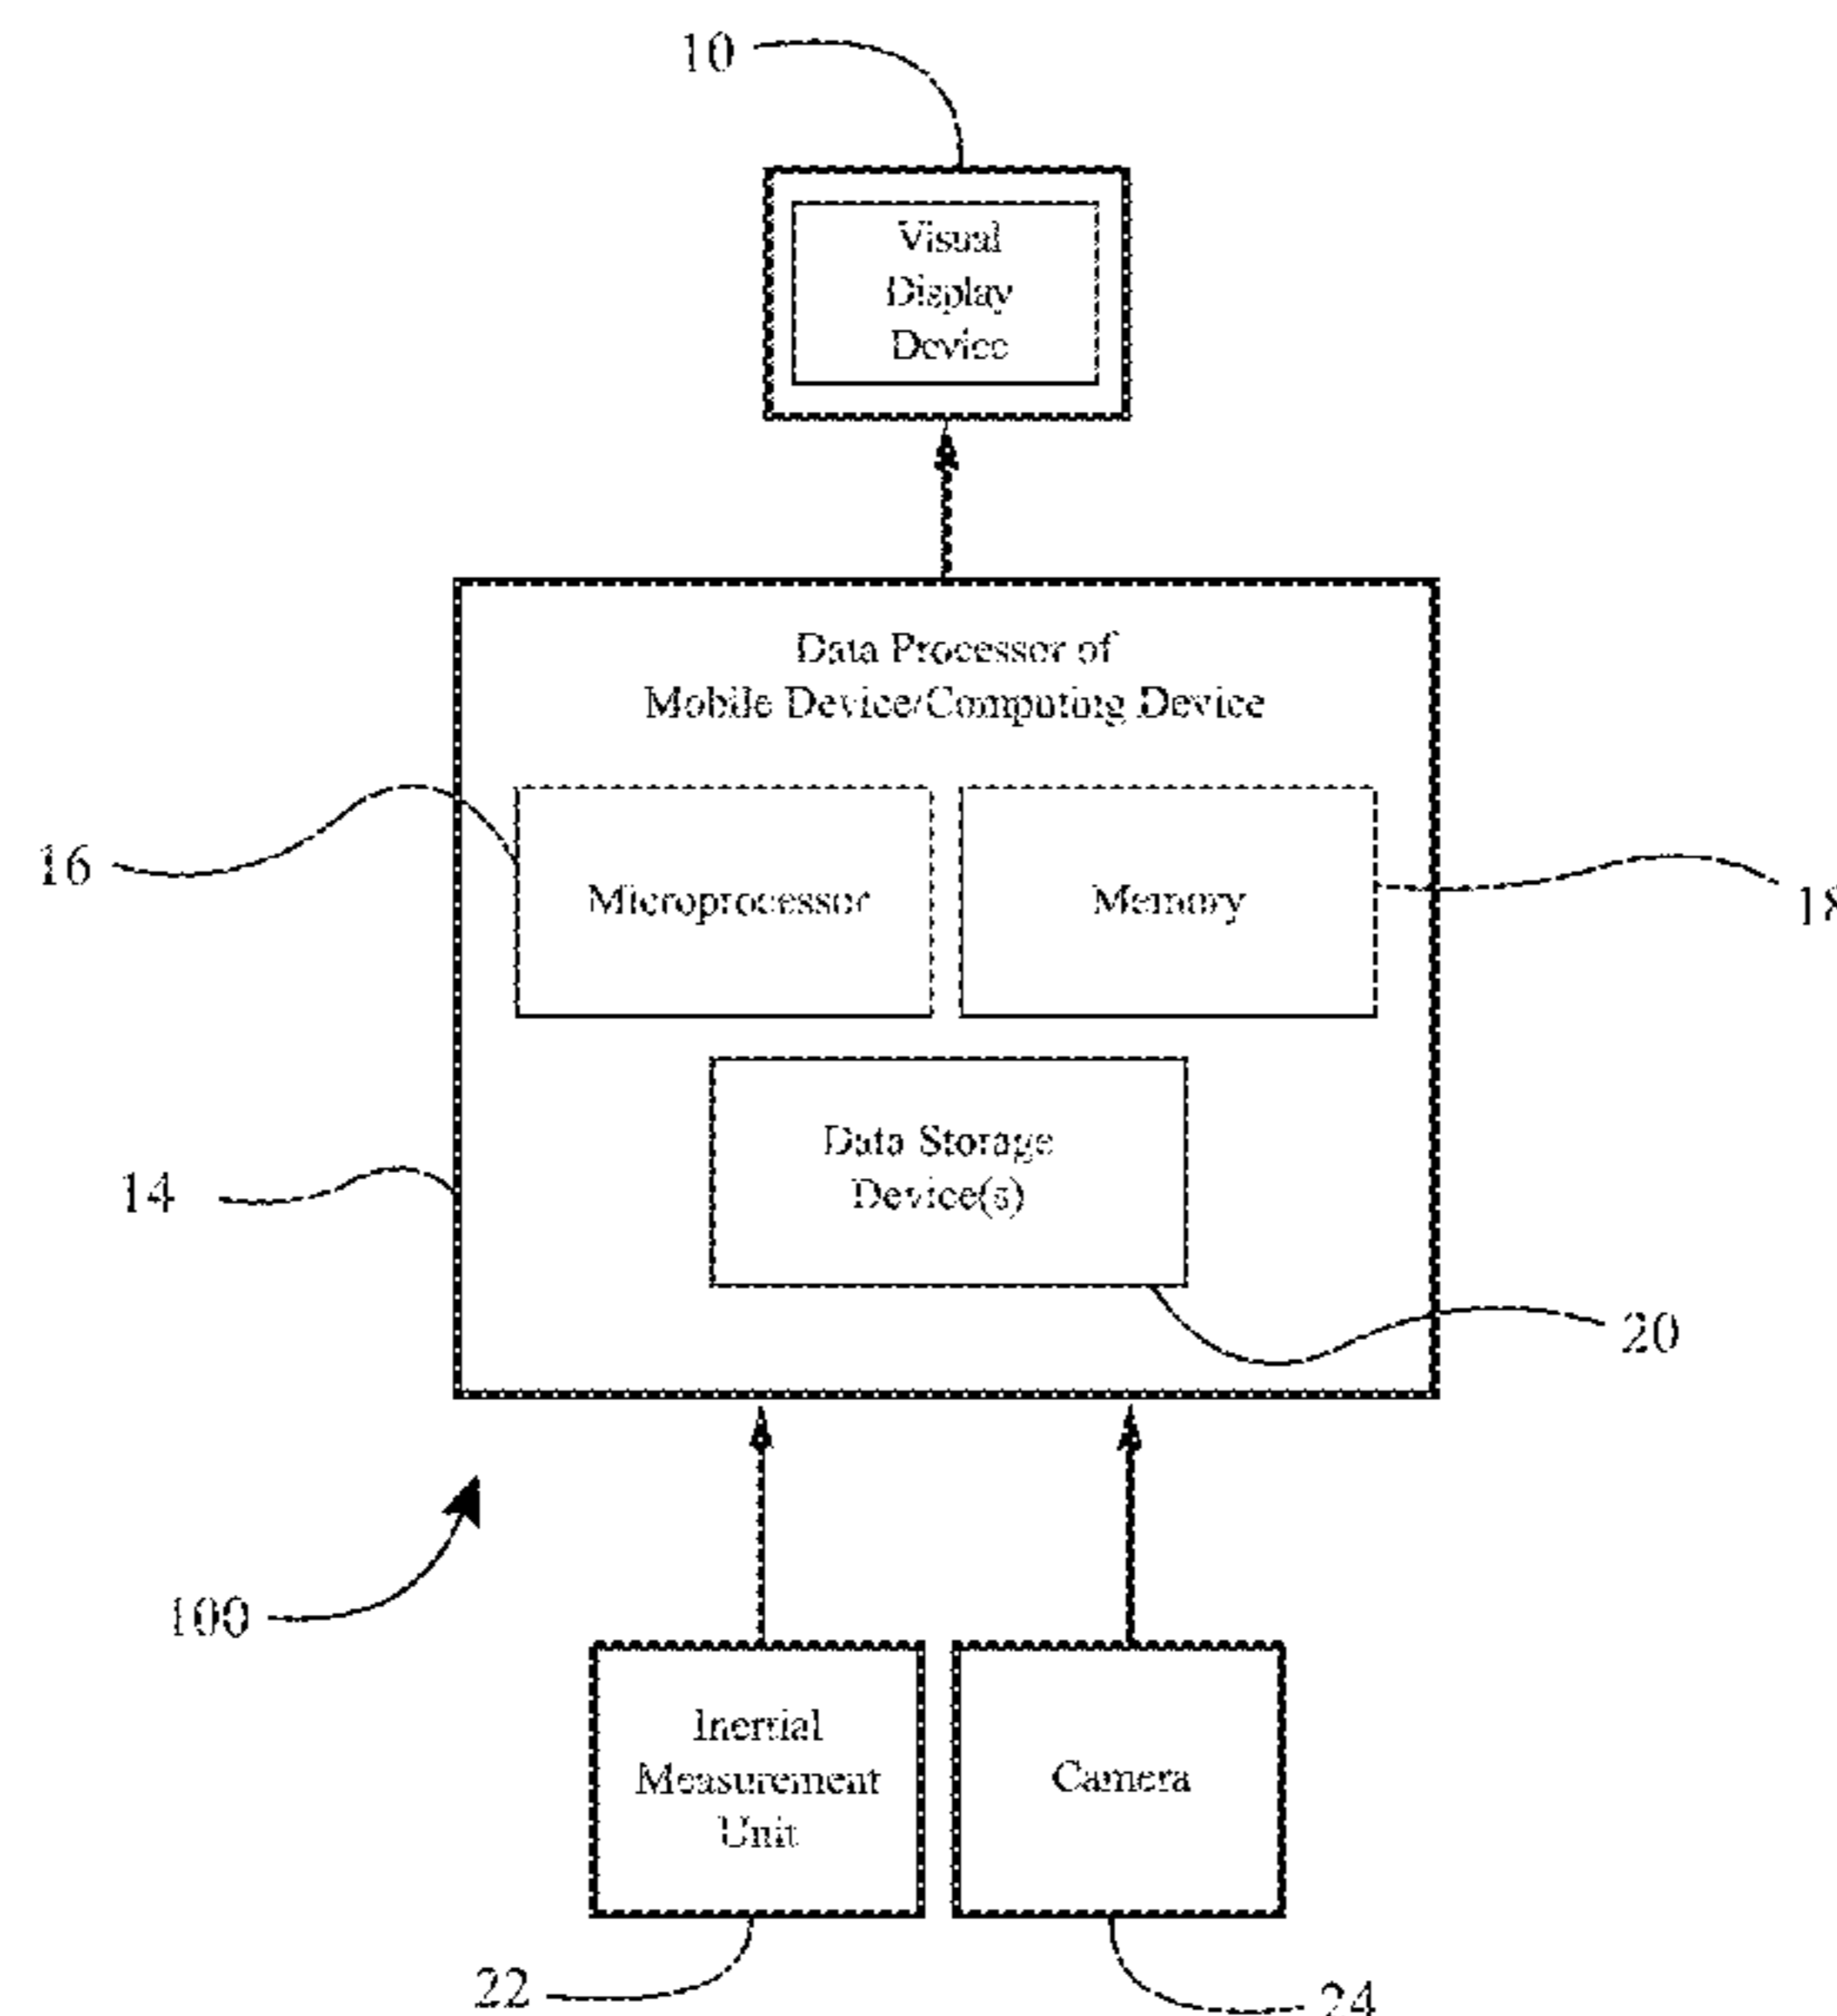 10
Visual
Display
Device
Data Processor of
Mobile Device/Computing Device
16
Microprocessor
Memory
18
Data Storage
Device(s)
14
20
100
Inertial
Measurement
Unit
Camera
22
24